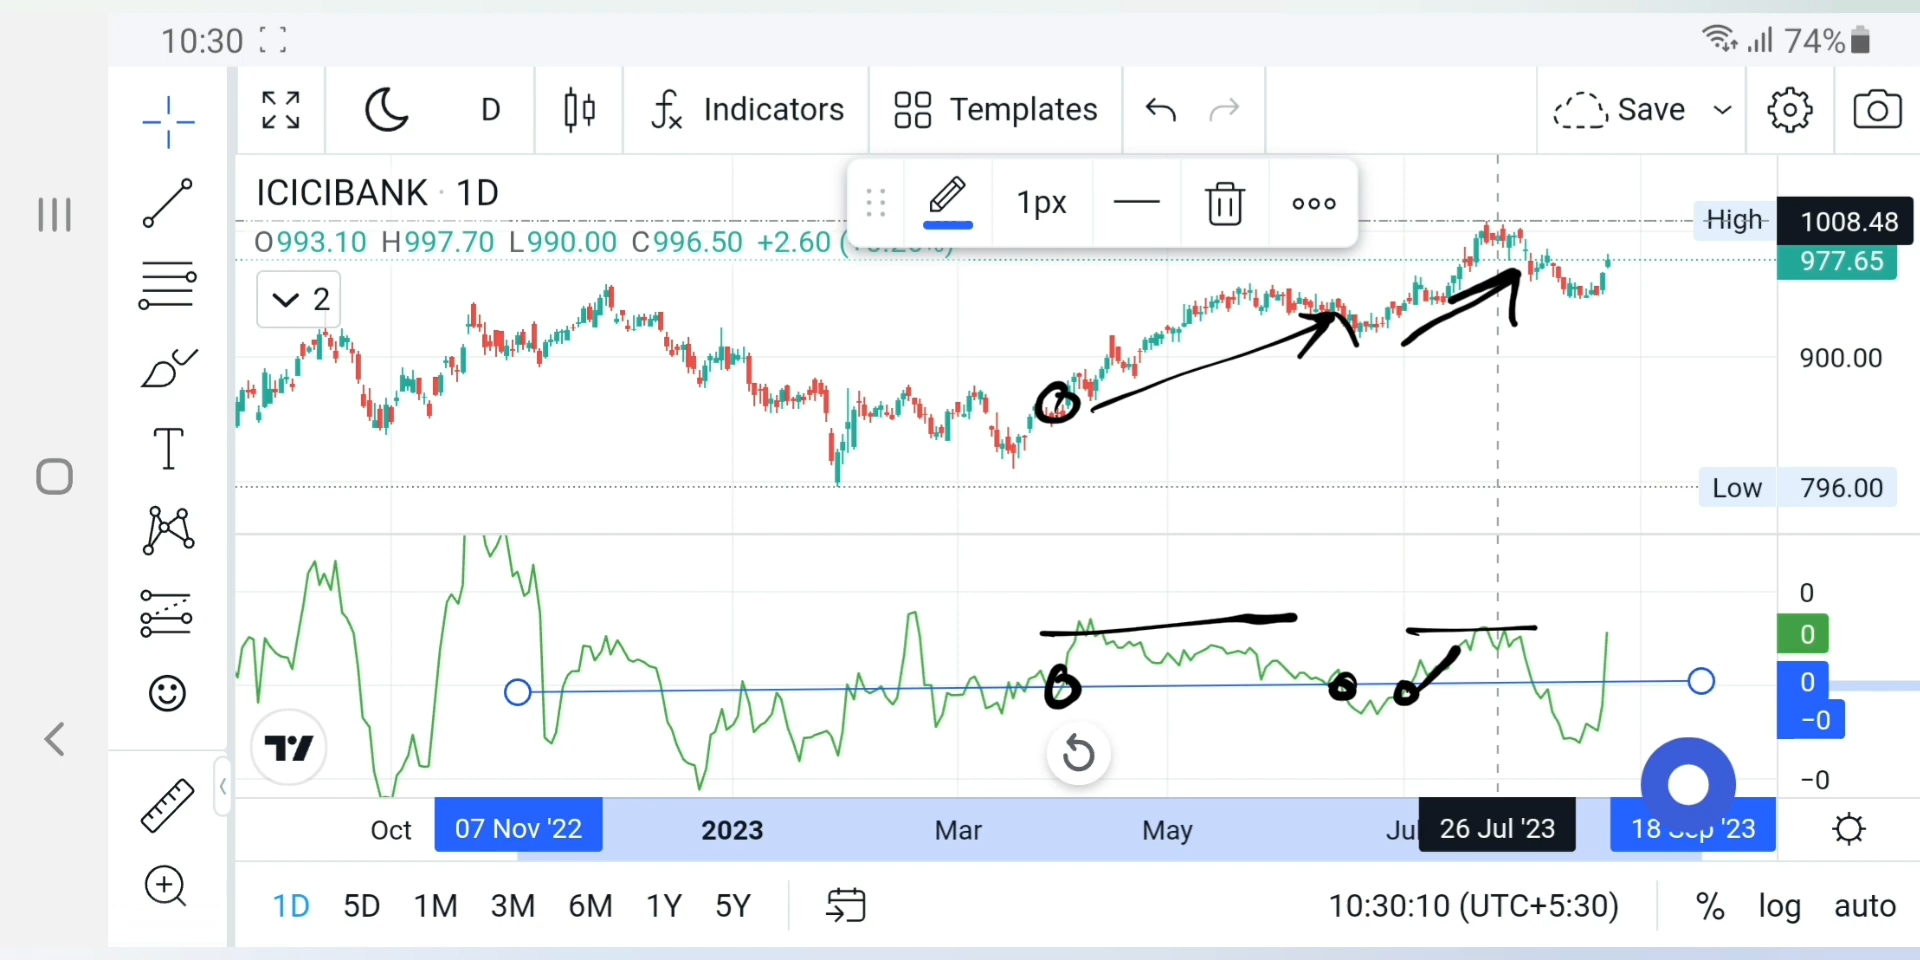 10:30 74%
D Indicators Templates Save
ICICIBANK · 1D
1px
High 1008.48
O993.10 H997.70 L990.00 C996.50 +2.60
977.65
2
900.00
Low 796.00
0
0
0
−0
−0
Oct 07 Nov '22 2023 Mar May Jul 26 Jul '23 18 Sep '23
1D 5D 1M 3M 6M 1Y 5Y 10:30:10 (UTC+5:30) % log auto